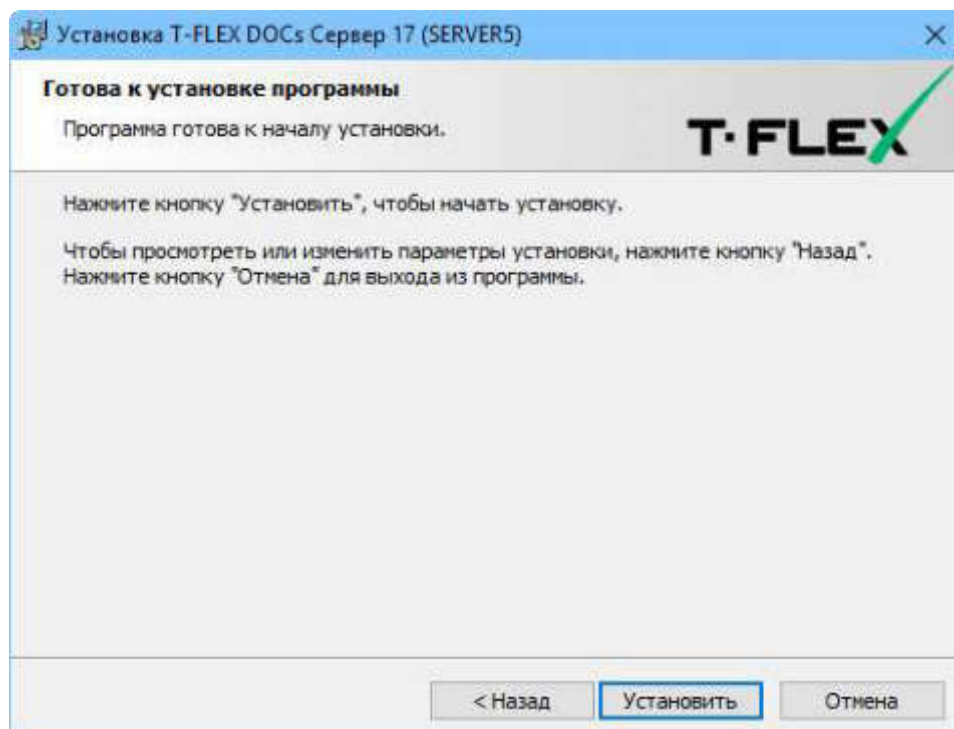 Установка T-FLEX DOCs Сервер 17 (SERVER5)
Готова к установке программы
Программа готова к началу установки.
T·FLEX
Нажмите кнопку "Установить", чтобы начать установку.
Чтобы просмотреть или изменить параметры установки, нажмите кнопку "Назад".
Нажмите кнопку "Отмена" для выхода из программы.
< Назад
Установить
Отмена